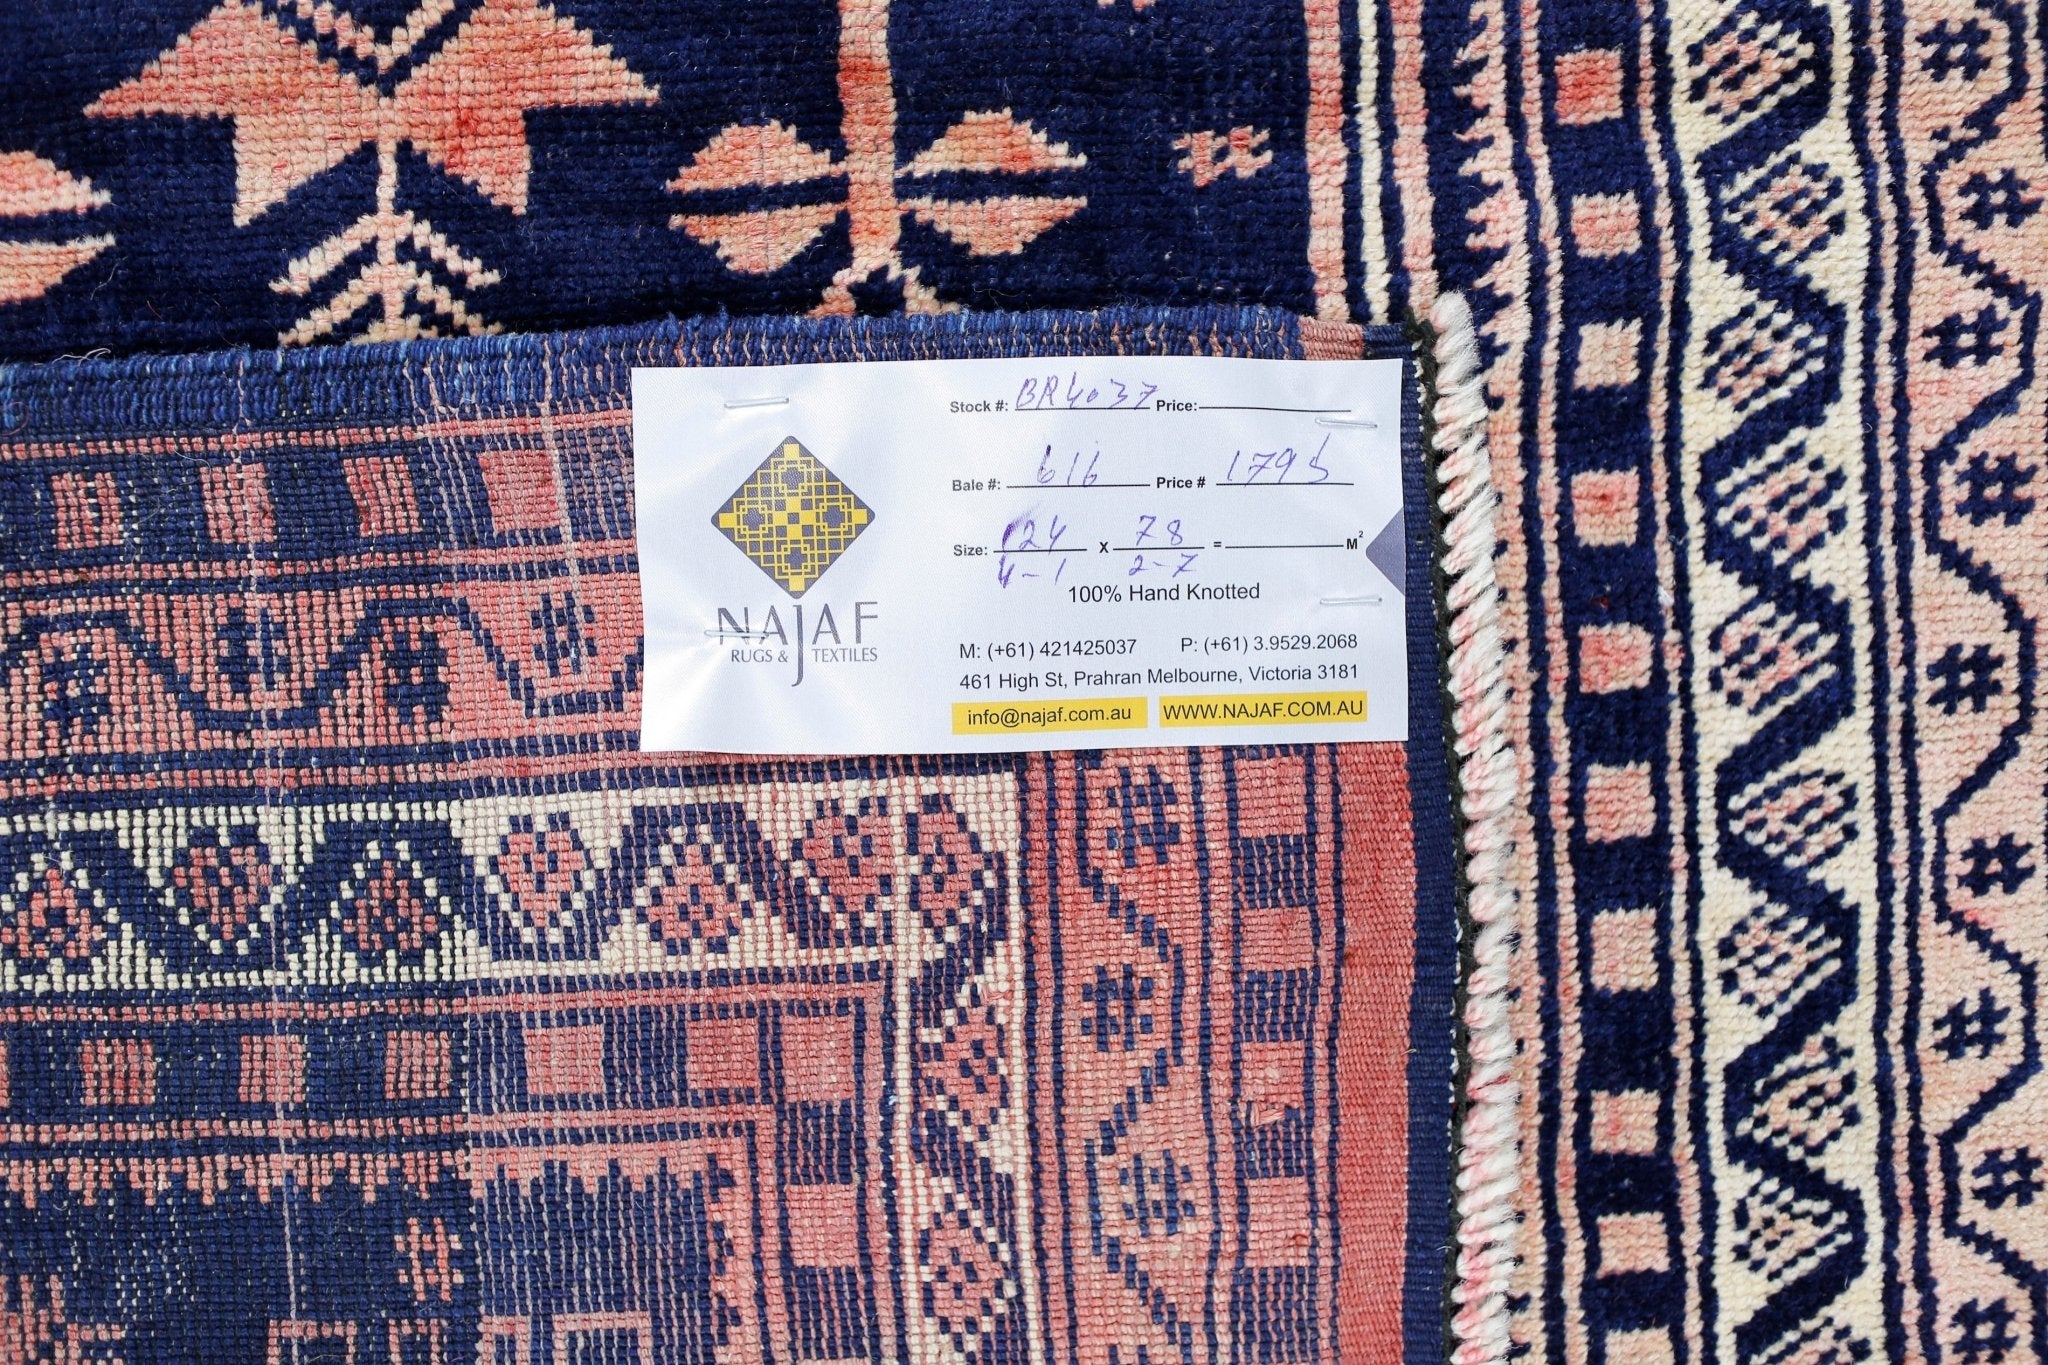 NAJAF
RUGS & TEXTILES
Stock #: BR4037 Price:
Bale #: 616 Price # 1795
Size: 124 x 78 = M²
4-1 2-7
100% Hand Knotted
M: (+61) 421425037 P: (+61) 3.9529.2068
461 High St, Prahran Melbourne, Victoria 3181
info@najaf.com.au WWW.NAJAF.COM.AU